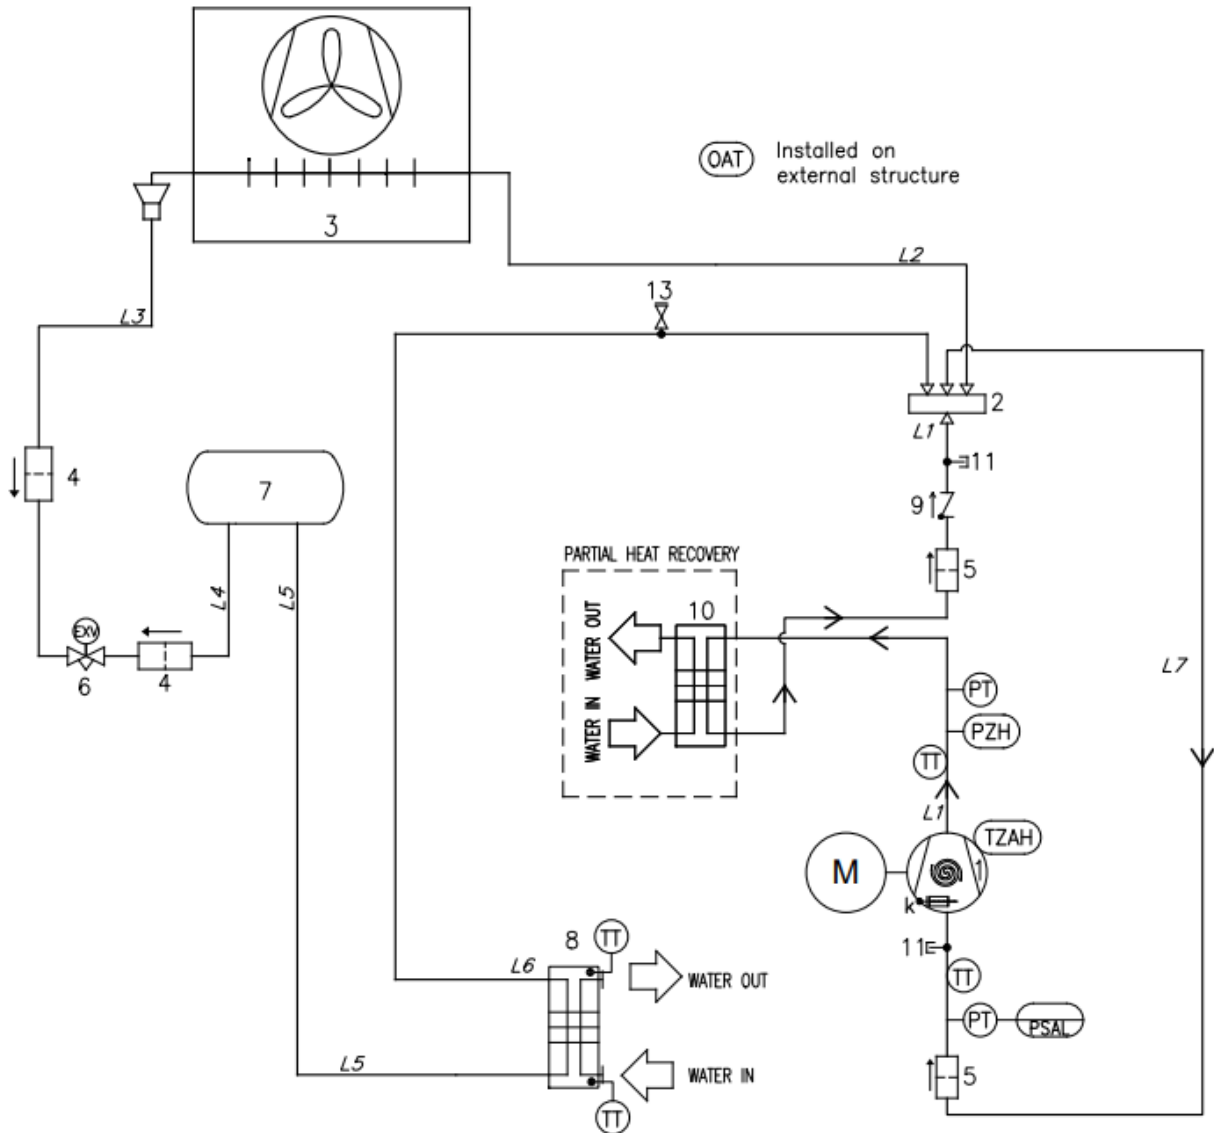 OAT
Installed on
external structure
3
L2
13
L3
2
L1
11
4
7
9
PARTIAL HEAT RECOVERY
5
L4
L5
10
WATER OUT
EXV
L7
6
4
WATER IN
PT
PZH
TT
L1
TZAH
M
1
k
8
TT
11
TT
L6
WATER OUT
PT
PSAL
L5
WATER IN
5
TT